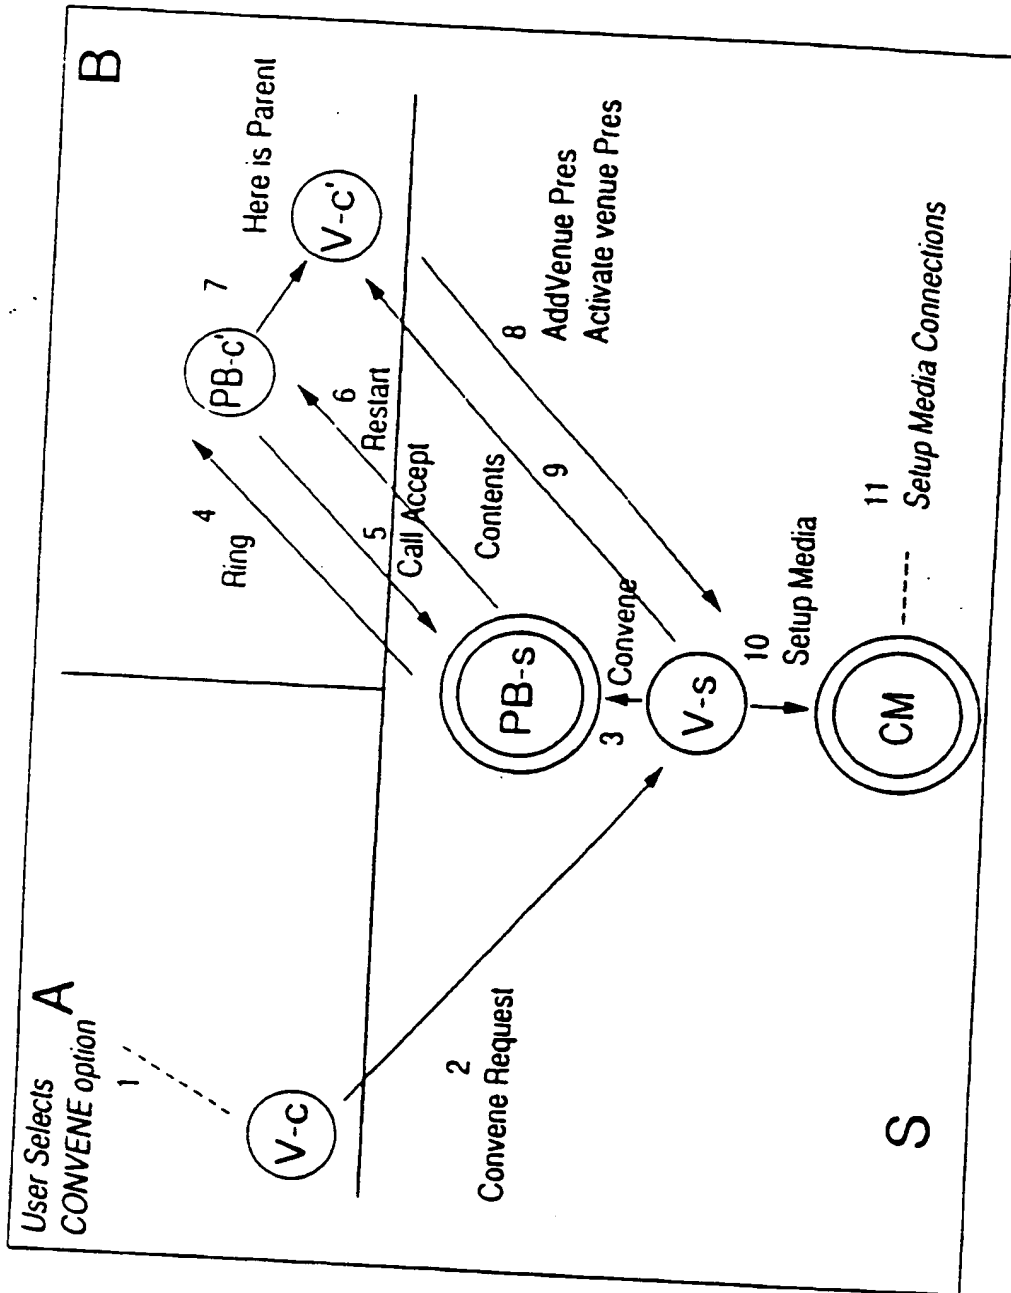 User Selects
CONVENE option
A
1
V-c
2
Convene Request
B
4
Ring
PB-c'
7
Here is Parent
V-c'
5
Call Accept
6
Restart
8
AddVenue Pres
Activate venue Pres
Contents
9
PB-s
3
Convene
V-s
10
Setup Media
CM
11
Setup Media Connections
S